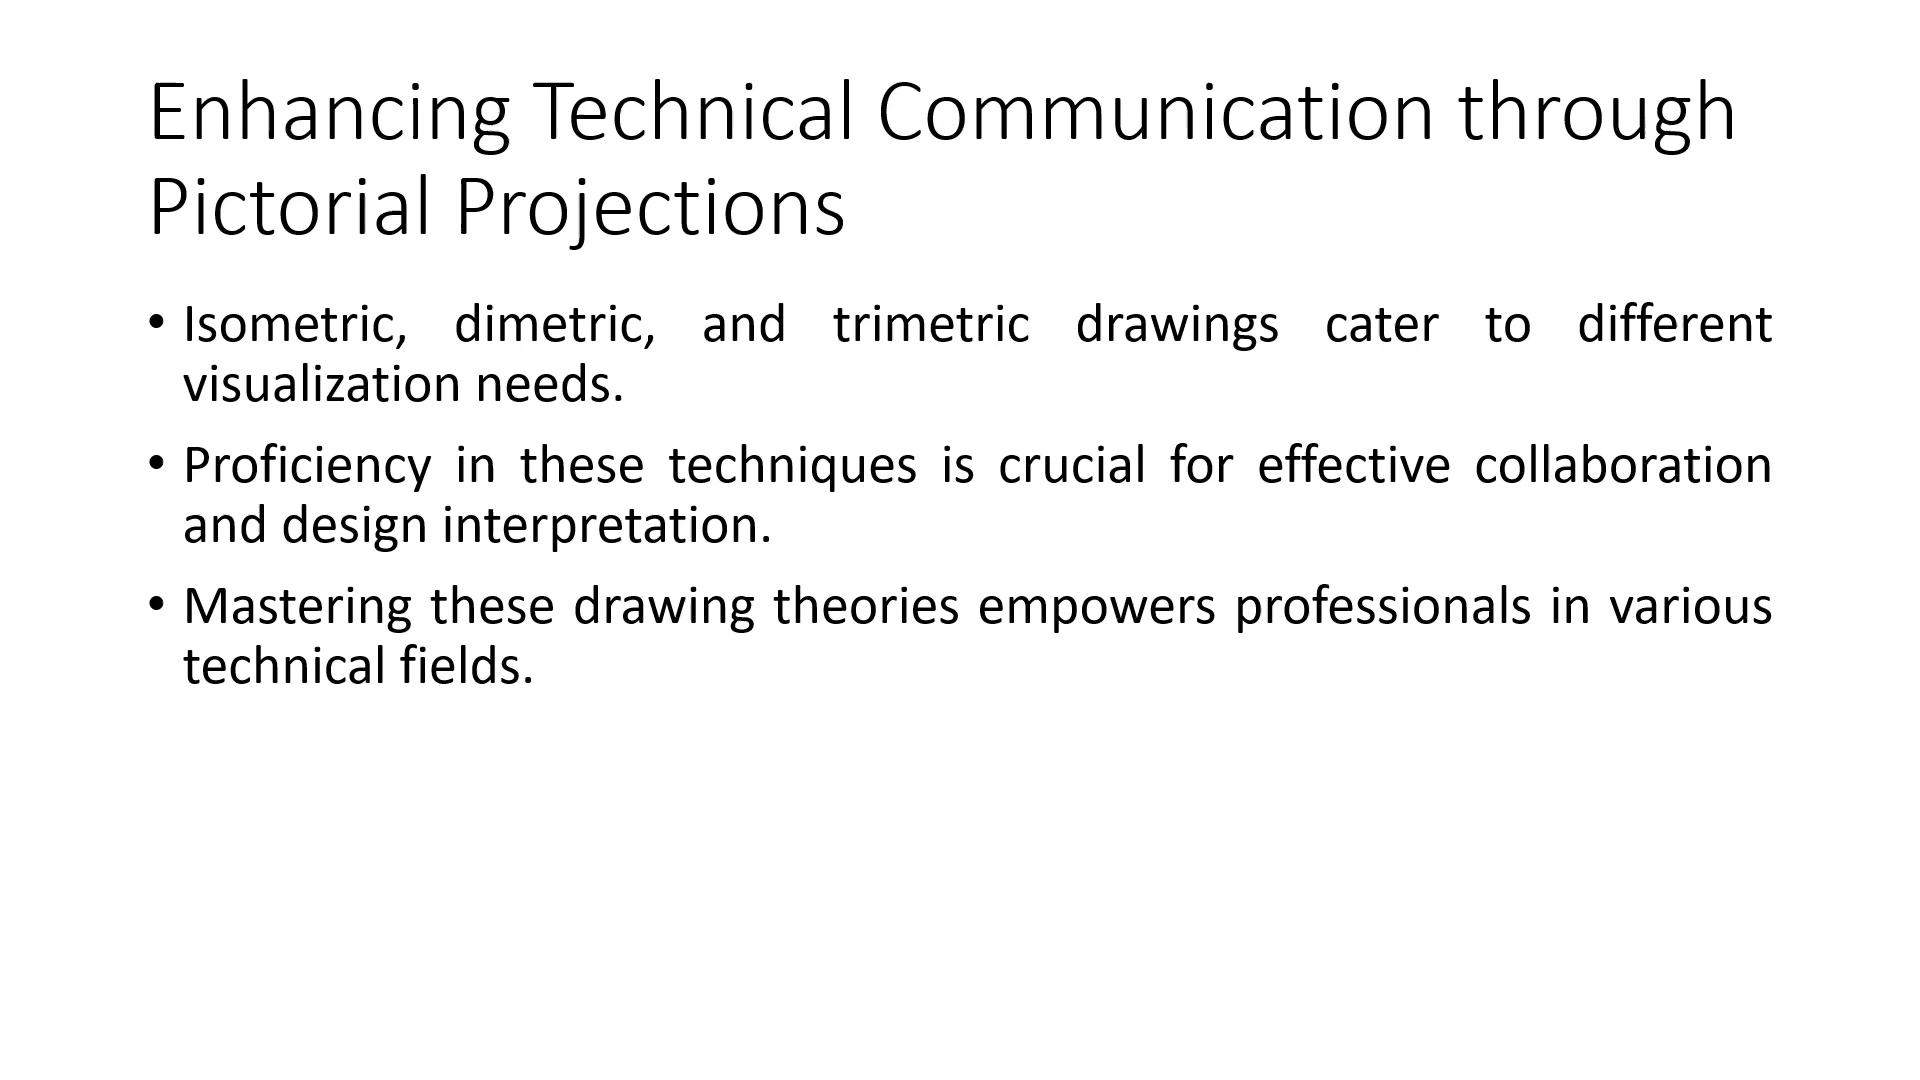 Enhancing Technical Communication through
Pictorial Projections
• Isometric, dimetric, and trimetric drawings cater to different
visualization needs.
• Proficiency in these techniques is crucial for effective collaboration
and design interpretation.
• Mastering these drawing theories empowers professionals in various
technical fields.